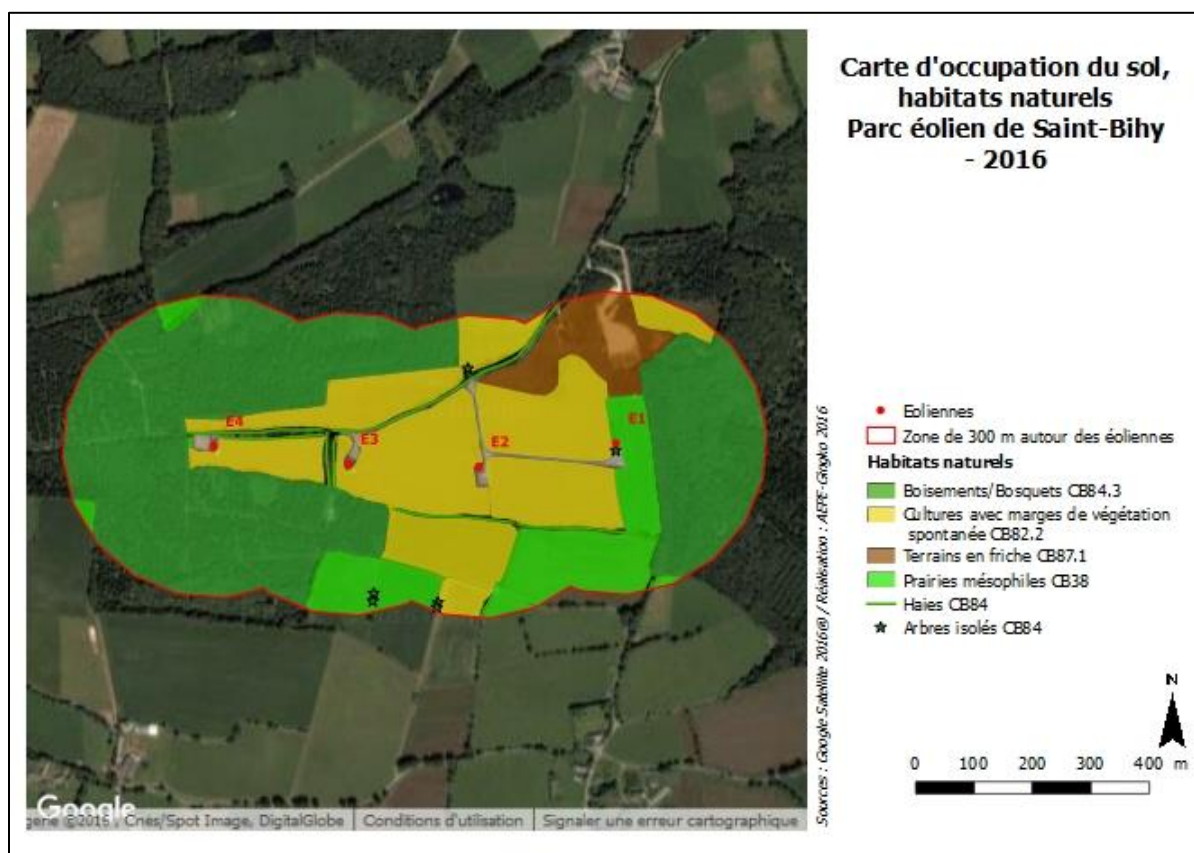 Carte d'occupation du sol,
habitats naturels
Parc éolien de Saint-Bihy
- 2016
E4
E3
E2
E1
Eoliennes
Zone de 300 m autour des éoliennes
Habitats naturels
Boisements/Bosquets CB84.3
Cultures avec marges de végétation
spontanée CB82.2
Terrains en friche CB87.1
Prairies mésophiles CB38
Haies CB84
Arbres isolés CB84
Sources : Google Satellite 2016® / Réalisation : AEPE-Gingko 2016
N
0 100 200 300 400 m
Google
©2016, Cnes/Spot Image, DigitalGlobe Conditions d'utilisation Signaler une erreur cartographique